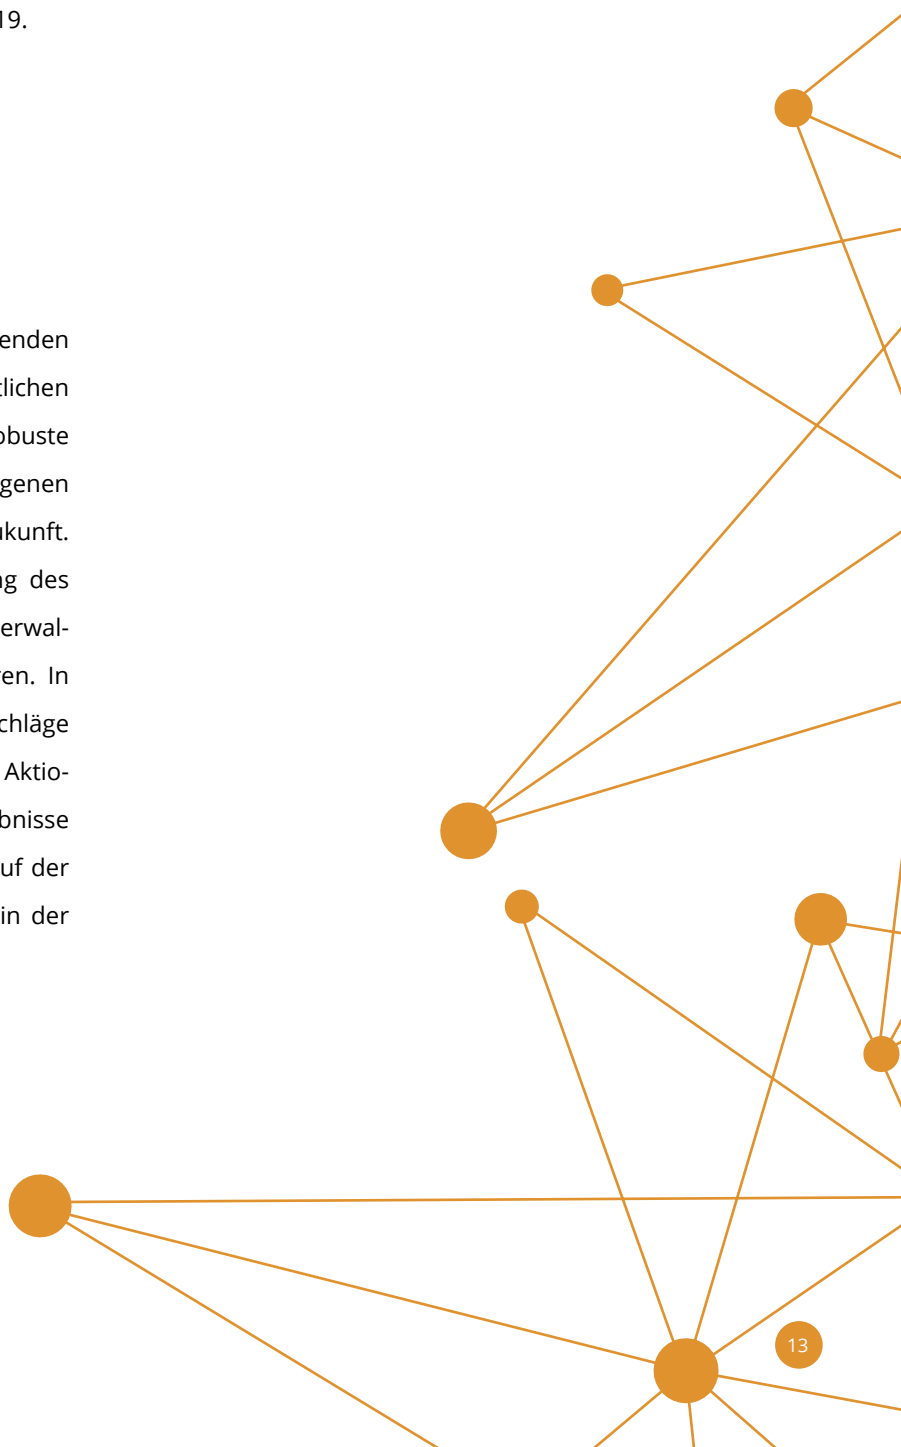 19.
enden
tlichen
obuste
genen
ukunft.
ng des
erwal-
ren. In
chläge
Aktio-
bnisse
uf der
in der
13